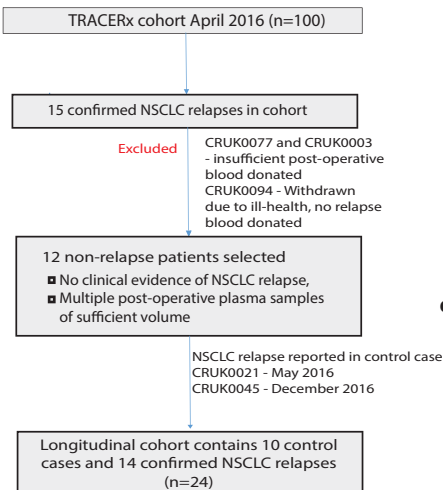 TRACERx cohort April 2016 (n=100)
15 confirmed NSCLC relapses in cohort
Excluded
CRUK0077 and CRUK0003
- insufficient post-operative
blood donated
CRUK0094 - Withdrawn
due to ill-health, no relapse
blood donated
12 non-relapse patients selected
No clinical evidence of NSCLC relapse,
Multiple post-operative plasma samples
of sufficient volume
NSCLC relapse reported in control case
CRUK0021 - May 2016
CRUK0045 - December 2016
Longitudinal cohort contains 10 control
cases and 14 confirmed NSCLC relapses
(n=24)